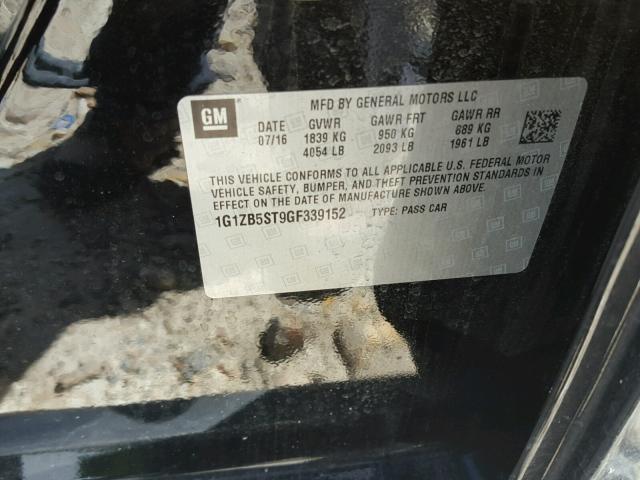 GM
MFD BY GENERAL MOTORS LLC
DATE GVWR GAWR FRT GAWR RR
07/16 1839 KG 950 KG 889 KG
4054 LB 2093 LB 1961 LB
THIS VEHICLE CONFORMS TO ALL APPLICABLE U.S. FEDERAL MOTOR
VEHICLE SAFETY, BUMPER, AND THEFT PREVENTION STANDARDS IN
EFFECT ON THE DATE OF MANUFACTURE SHOWN ABOVE.
1G1ZB5ST9GF339152 TYPE: PASS CAR